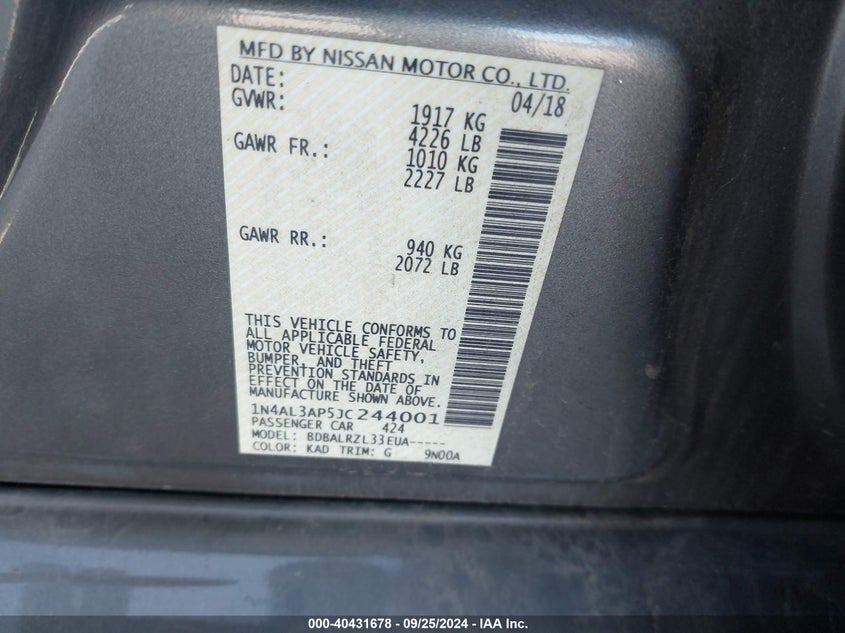 MFD BY NISSAN MOTOR CO., LTD.
DATE: 04/18
GVWR: 1917 KG
4226 LB
GAWR FR.: 1010 KG
2227 LB
GAWR RR.: 940 KG
2072 LB
THIS VEHICLE CONFORMS TO
ALL APPLICABLE FEDERAL
MOTOR VEHICLE SAFETY,
BUMPER, AND THEFT
PREVENTION STANDARDS IN
EFFECT ON THE DATE OF
MANUFACTURE SHOWN ABOVE.
1N4AL3AP5JC244001
PASSENGER CAR 424
MODEL: BDBALRZL33EUA-----
COLOR: KAD TRIM: G 9N00A
000-40431678 - 09/25/2024 - IAA Inc.